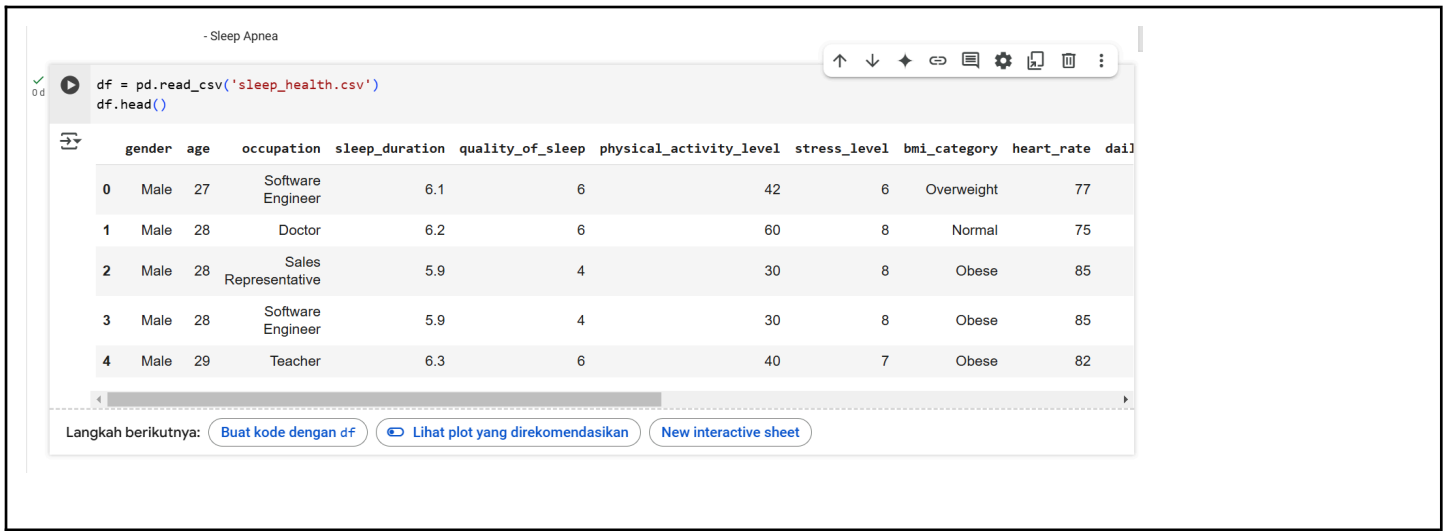 - Sleep Apnea
0 d
df = pd.read_csv('sleep_health.csv')
df.head()
gender age occupation sleep_duration quality_of_sleep physical_activity_level stress_level bmi_category heart_rate dail
0 Male 27 Software Engineer 6.1 6 42 6 Overweight 77
1 Male 28 Doctor 6.2 6 60 8 Normal 75
2 Male 28 Sales Representative 5.9 4 30 8 Obese 85
3 Male 28 Software Engineer 5.9 4 30 8 Obese 85
4 Male 29 Teacher 6.3 6 40 7 Obese 82
Langkah berikutnya: Buat kode dengan df Lihat plot yang direkomendasikan New interactive sheet